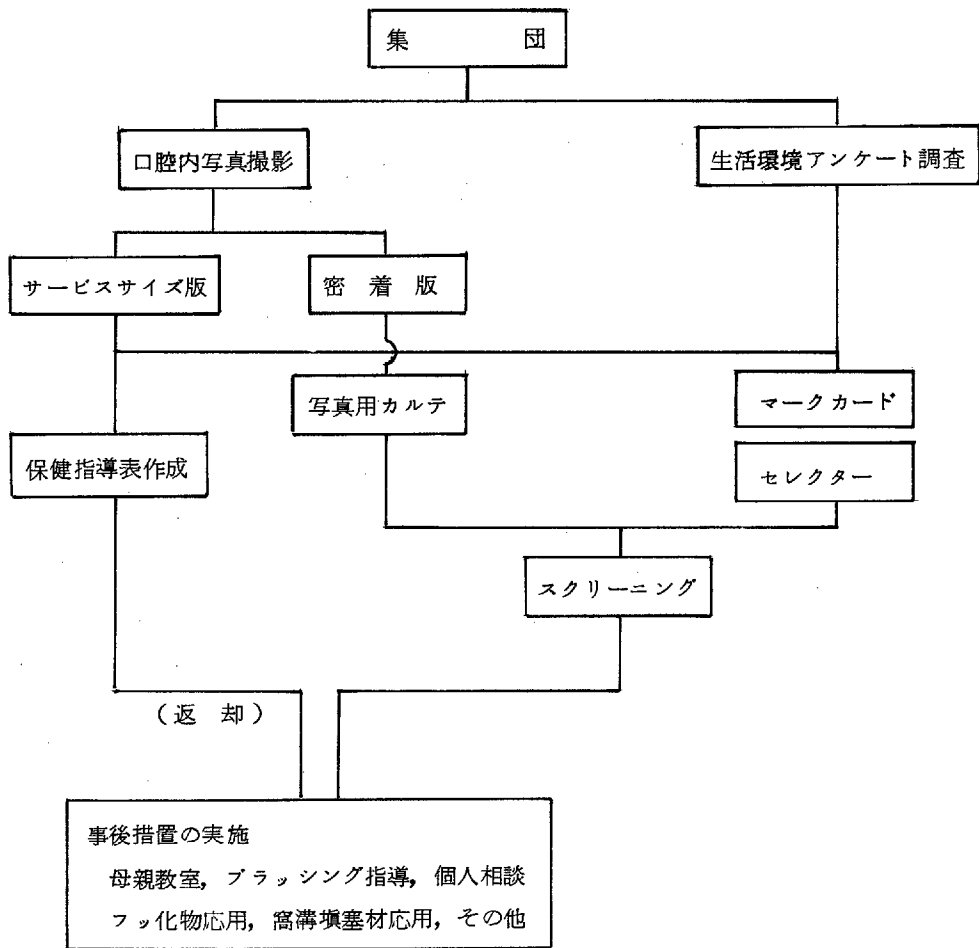 集団
口腔内写真撮影
生活環境アンケート調査
サービスサイズ版
密着版
写真用カルテ
マークカード
保健指導表作成
セレクター
スクリーニング
(返却)
事後措置の実施
母親教室,ブラッシング指導,個人相談
フッ化物応用,窩溝塡塞材応用,その他